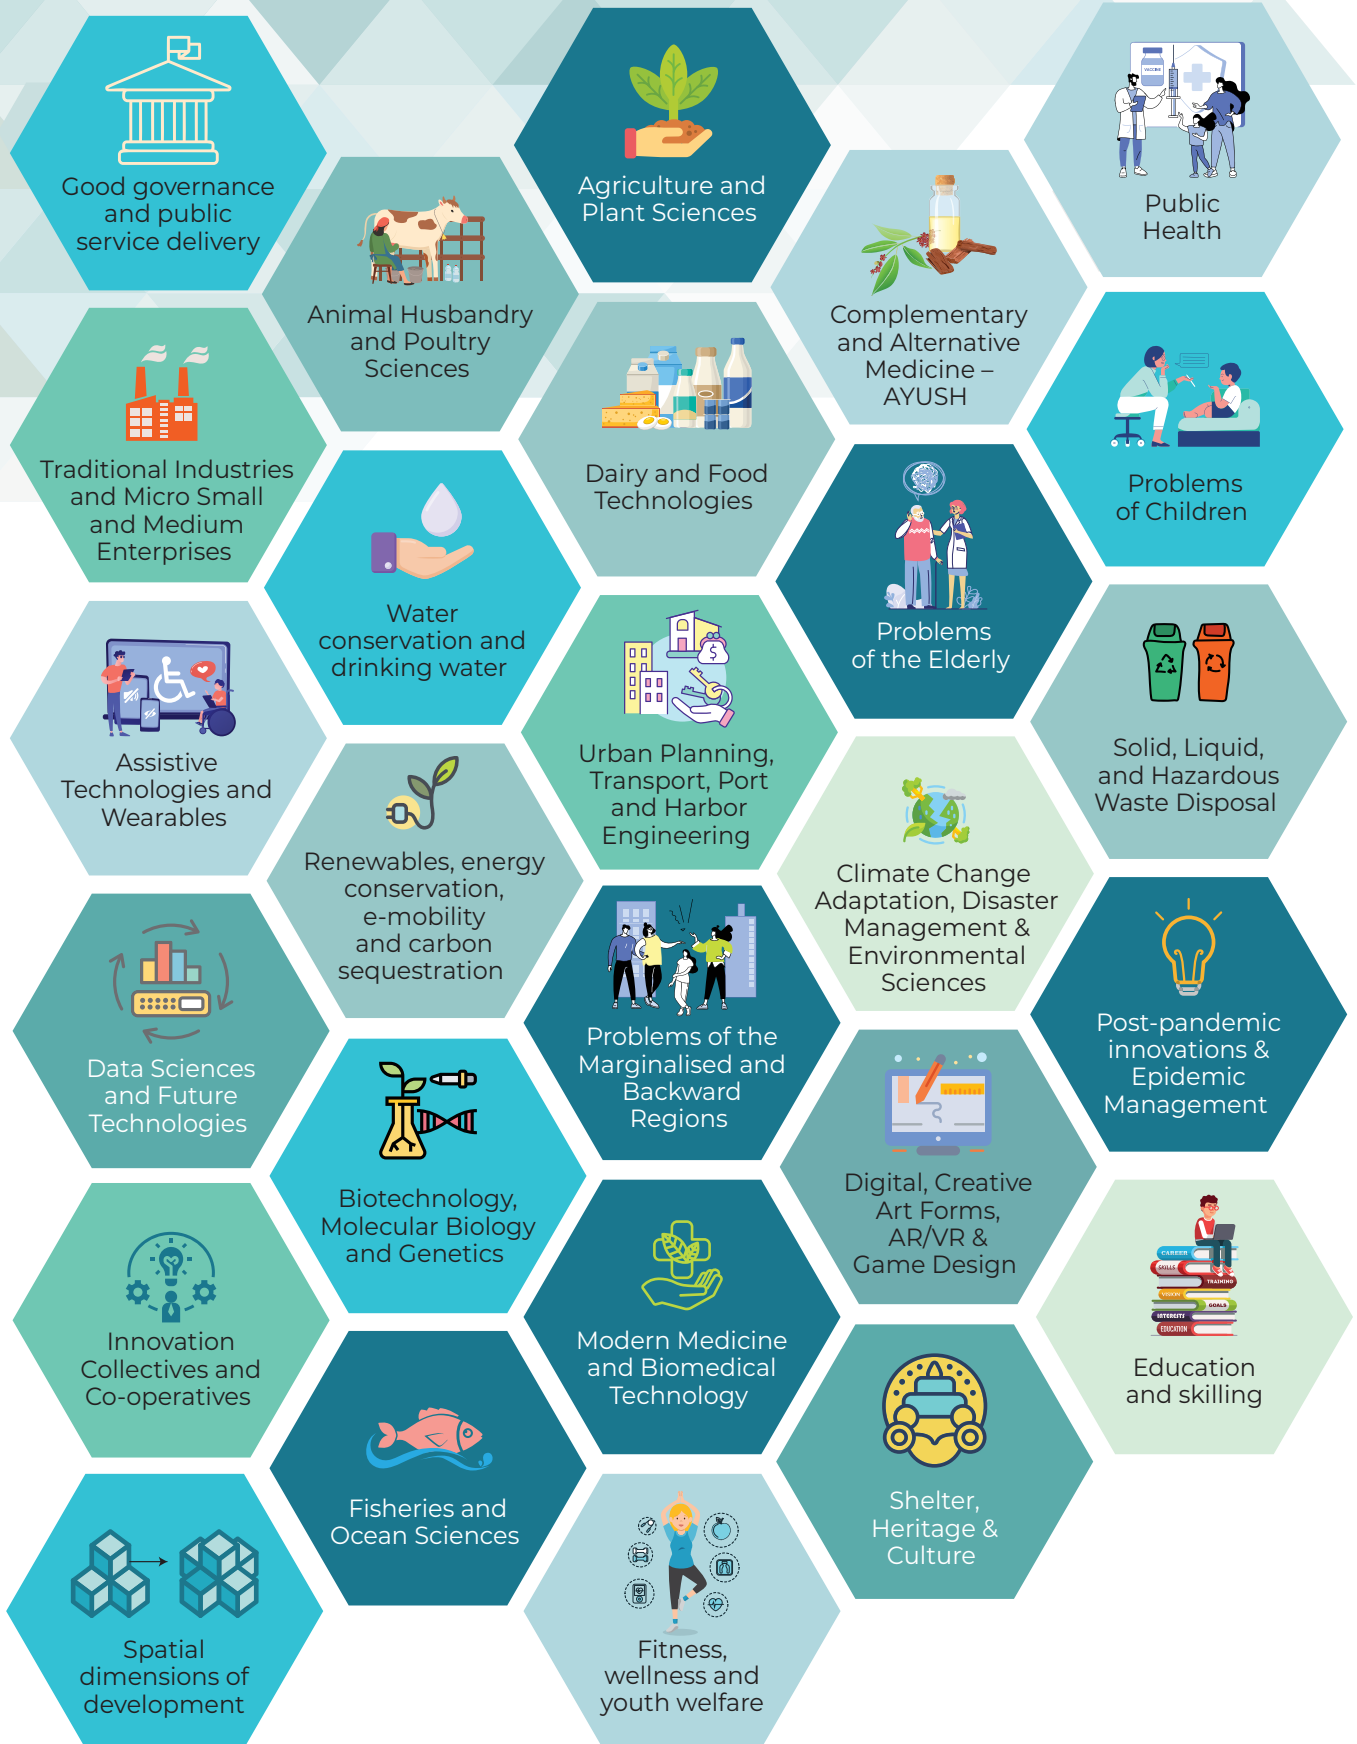 Good governance
and public
service delivery
Agriculture and
Plant Sciences
VACCINE
Public
Health
Animal Husbandry
and Poultry
Sciences
Complementary
and Alternative
Medicine –
AYUSH
Traditional Industries
and Micro Small
and Medium
Enterprises
Dairy and Food
Technologies
Problems
of Children
Water
conservation and
drinking water
Problems
of the Elderly
Assistive
Technologies and
Wearables
$
Urban Planning,
Transport, Port
and Harbor
Engineering
Solid, Liquid,
and Hazardous
Waste Disposal
Renewables, energy
conservation,
e-mobility
and carbon
sequestration
Climate Change
Adaptation, Disaster
Management &
Environmental
Sciences
Data Sciences
and Future
Technologies
Problems of the
Marginalised and
Backward
Regions
Post-pandemic
innovations &
Epidemic
Management
Biotechnology,
Molecular Biology
and Genetics
Digital, Creative
Art Forms,
AR/VR &
Game Design
Innovation
Collectives and
Co-operatives
Modern Medicine
and Biomedical
Technology
CAREER
SKILLS
TRAINING
VISION
GOALS
INTERESTS
EDUCATION
Education
and skilling
Fisheries and
Ocean Sciences
Shelter,
Heritage &
Culture
Spatial
dimensions of
development
Fitness,
wellness and
youth welfare